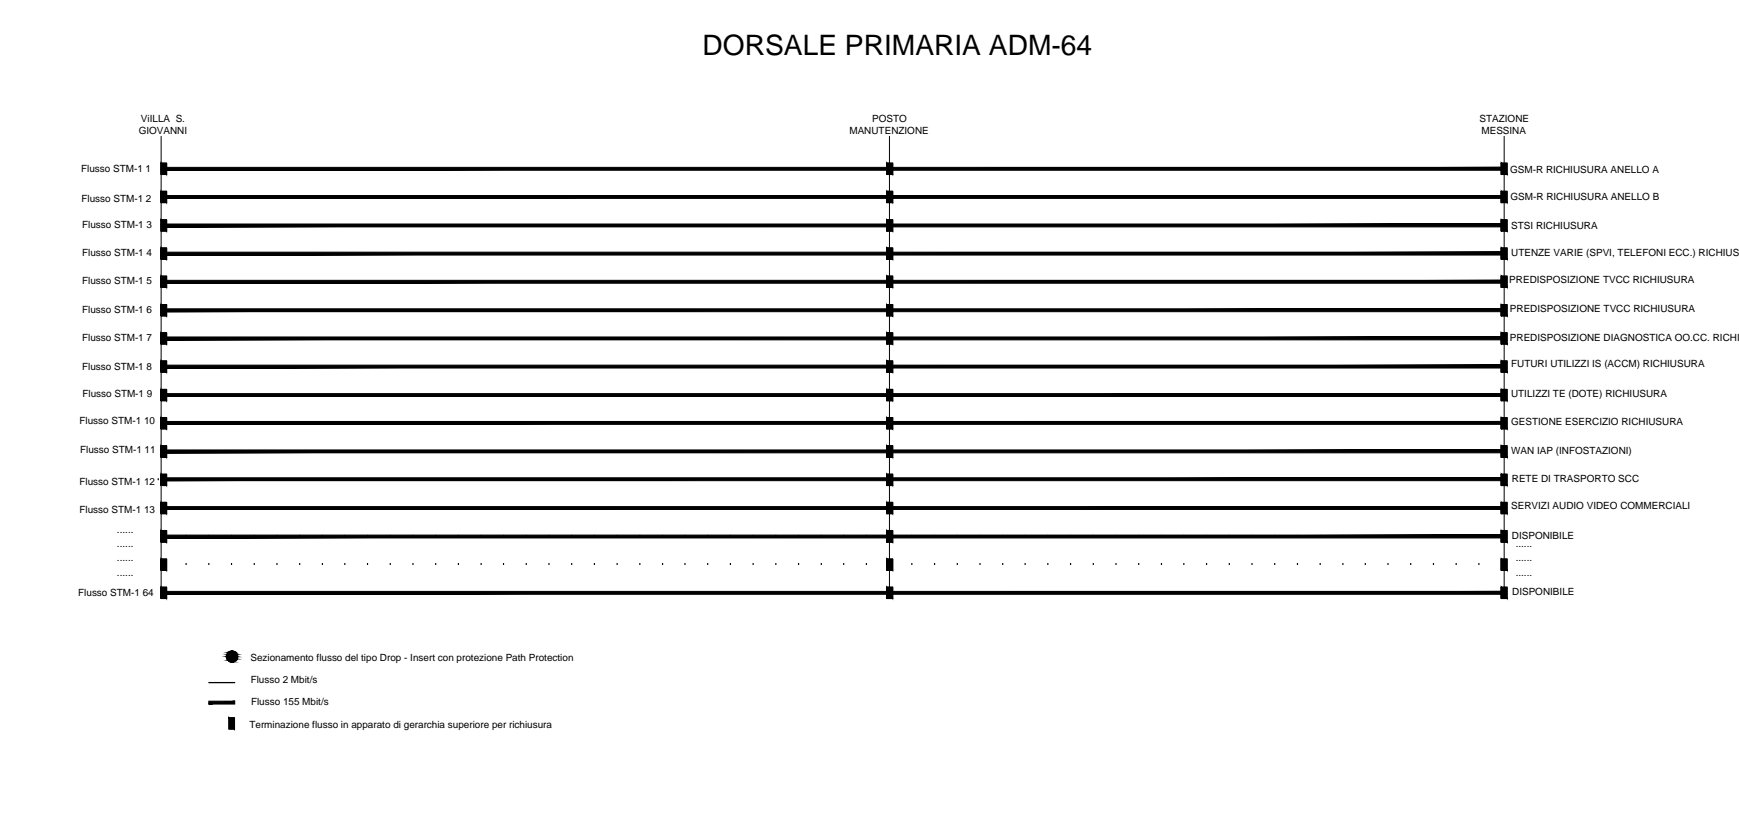 DORSALE PRIMARIA ADM-64
ViILLA S.
GIOVANNI
POSTO
MANUTENZIONE
STAZIONE
MESSINA
Flusso STM-1 1
GSM-R RICHIUSURA ANELLO A
Flusso STM-1 2
GSM-R RICHIUSURA ANELLO B
Flusso STM-1 3
STSI RICHIUSURA
Flusso STM-1 4
UTENZE VARIE (SPVI, TELEFONI ECC.) RICHIUS
Flusso STM-1 5
PREDISPOSIZIONE TVCC RICHIUSURA
Flusso STM-1 6
PREDISPOSIZIONE TVCC RICHIUSURA
Flusso STM-1 7
PREDISPOSIZIONE DIAGNOSTICA OO.CC. RICHI
Flusso STM-1 8
FUTURI UTILIZZI IS (ACCM) RICHIUSURA
Flusso STM-1 9
UTILIZZI TE (DOTE) RICHIUSURA
Flusso STM-1 10
GESTIONE ESERCIZIO RICHIUSURA
Flusso STM-1 11
WAN IAP (INFOSTAZIONI)
Flusso STM-1 12
RETE DI TRASPORTO SCC
Flusso STM-1 13
SERVIZI AUDIO VIDEO COMMERCIALI
......
DISPONIBILE
......
......
......
......
......
......
Flusso STM-1 64
DISPONIBILE
Sezionamento flusso del tipo Drop - Insert con protezione Path Protection
Flusso 2 Mbit/s
Flusso 155 Mbit/s
Terminazione flusso in apparato di gerarchia superiore per richiusura